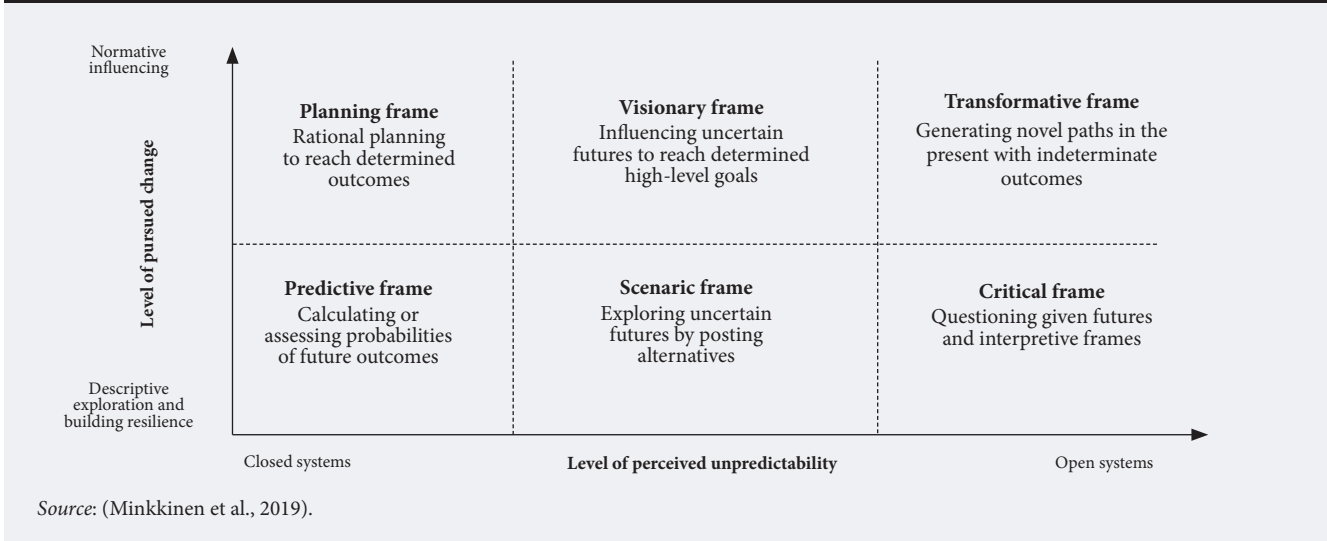 Normative
influencing
Level of pursued change
Descriptive
exploration and
building resilience
Planning frame
Rational planning
to reach determined
outcomes
Visionary frame
Influencing uncertain
futures to reach determined
high-level goals
Transformative frame
Generating novel paths in the
present with indeterminate
outcomes
Predictive frame
Calculating or
assessing probabilities
of future outcomes
Scenaric frame
Exploring uncertain
futures by posting
alternatives
Critical frame
Questioning given futures
and interpretive frames
Closed systems
Level of perceived unpredictability
Open systems
Source: (Minkkinen et al., 2019).